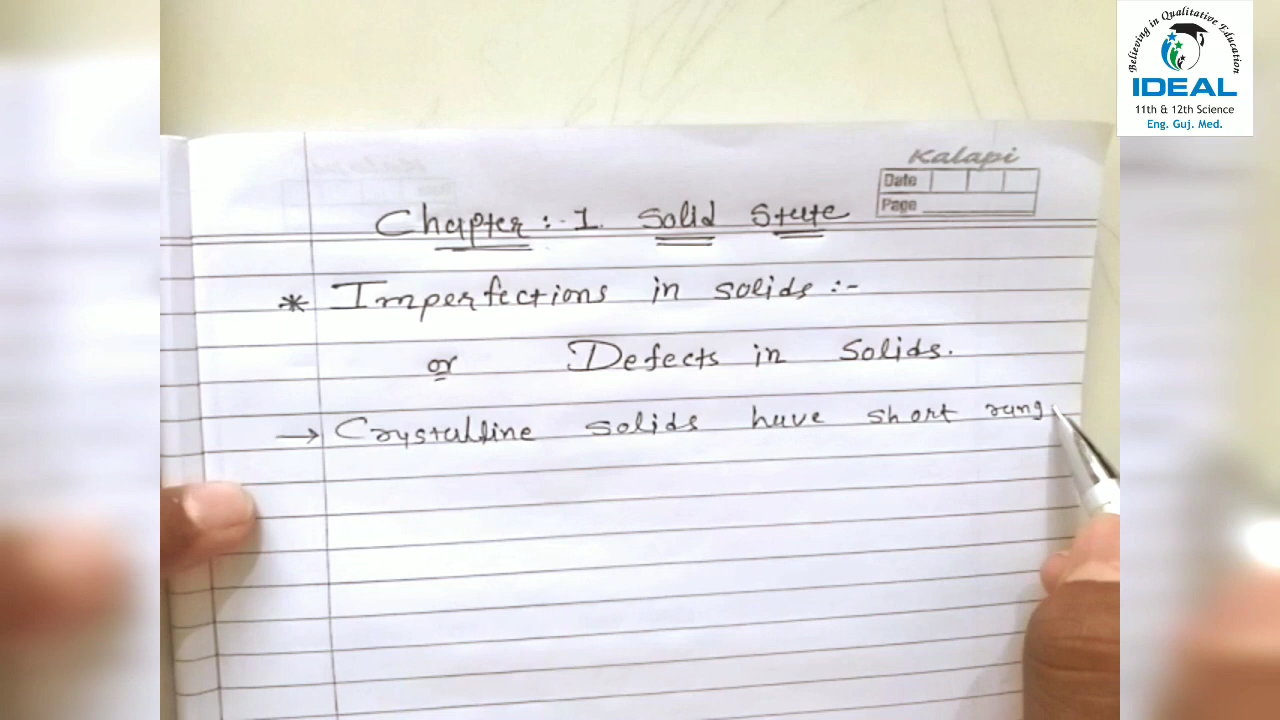 Believing in Qualitative Education
IDEAL
11th & 12th Science
Eng. Guj. Med.
Kalapi
Date
Page
Chapter :- 1. Solid State
* Imperfections in solids :-
or Defects in Solids.
→ Crystalline solids have short rang